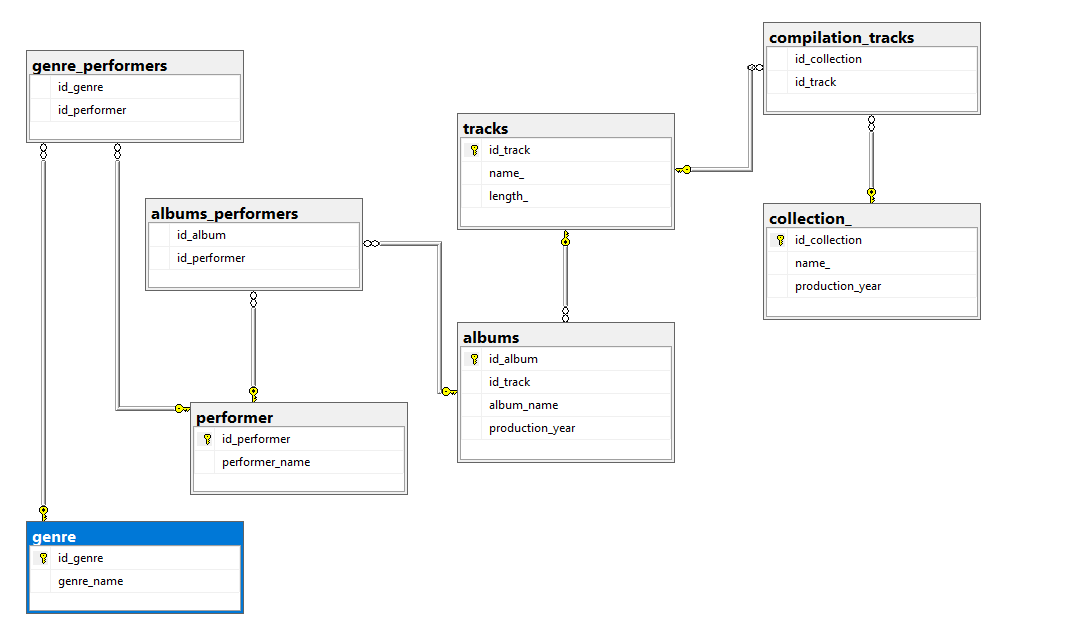 genre_performers
id_genre
id_performer
albums_performers
id_album
id_performer
performer
id_performer
performer_name
genre
id_genre
genre_name
tracks
id_track
name_
length_
albums
id_album
id_track
album_name
production_year
compilation_tracks
id_collection
id_track
collection_
id_collection
name_
production_year